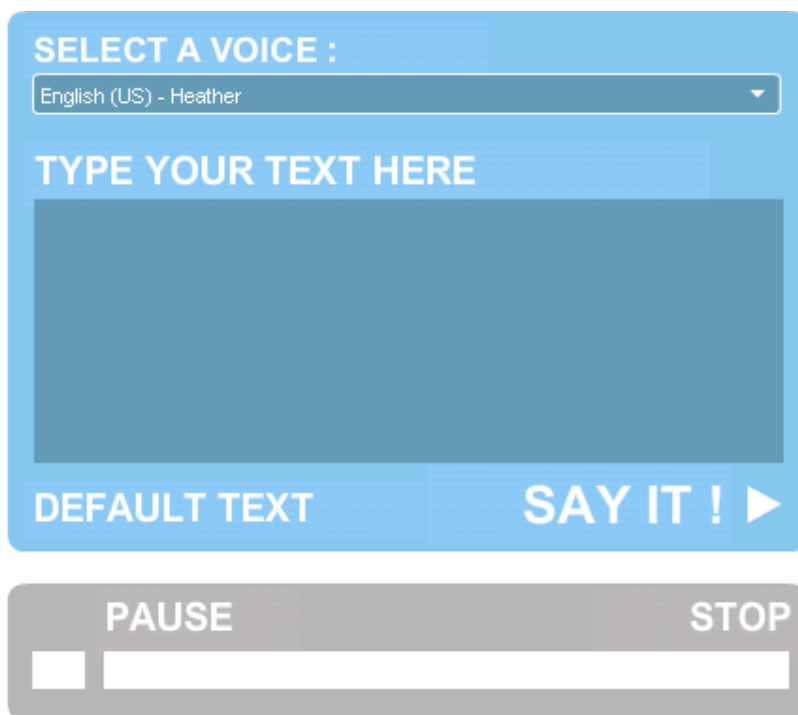 SELECT A VOICE :
English (US) - Heather
TYPE YOUR TEXT HERE
DEFAULT TEXT
SAY IT !
PAUSE
STOP